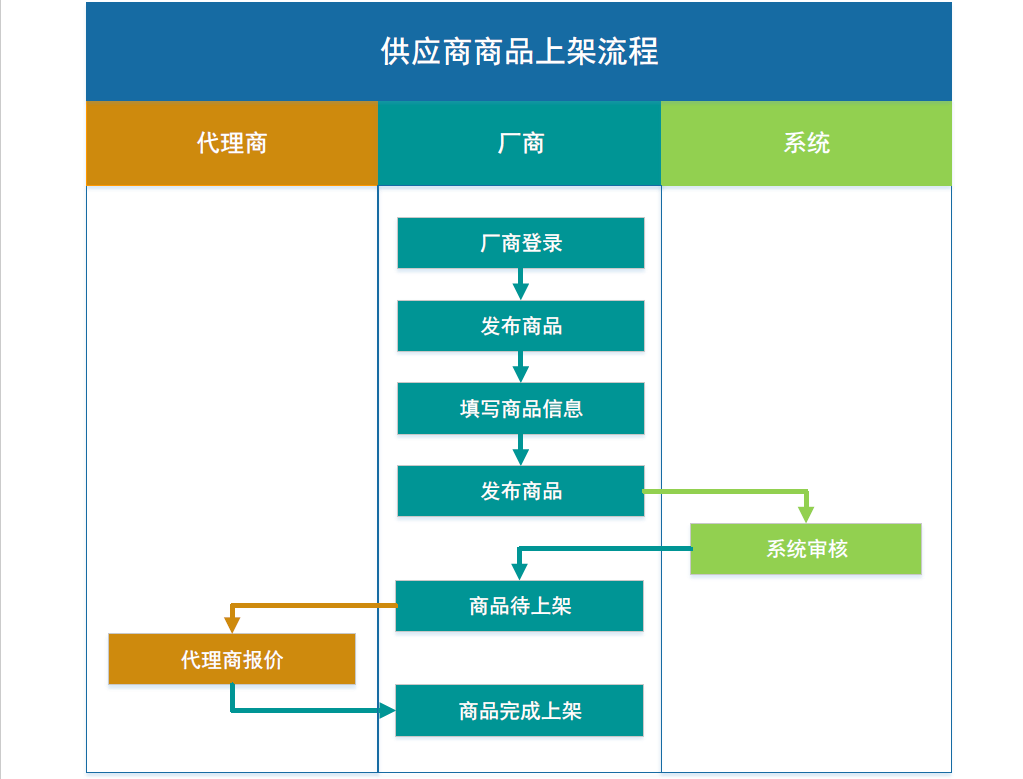 供应商商品上架流程
代理商
厂商
系统
厂商登录
发布商品
填写商品信息
发布商品
系统审核
商品待上架
代理商报价
商品完成上架